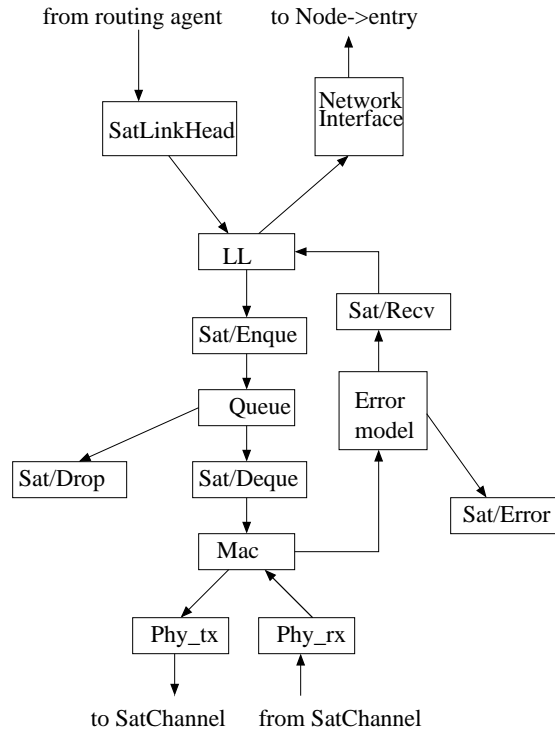 from routing agent
to Node->entry
SatLinkHead
Network
Interface
LL
Sat/Recv
Sat/Enque
Queue
Error
model
Sat/Drop
Sat/Deque
Sat/Error
Mac
Phy_tx
Phy_rx
to SatChannel
from SatChannel